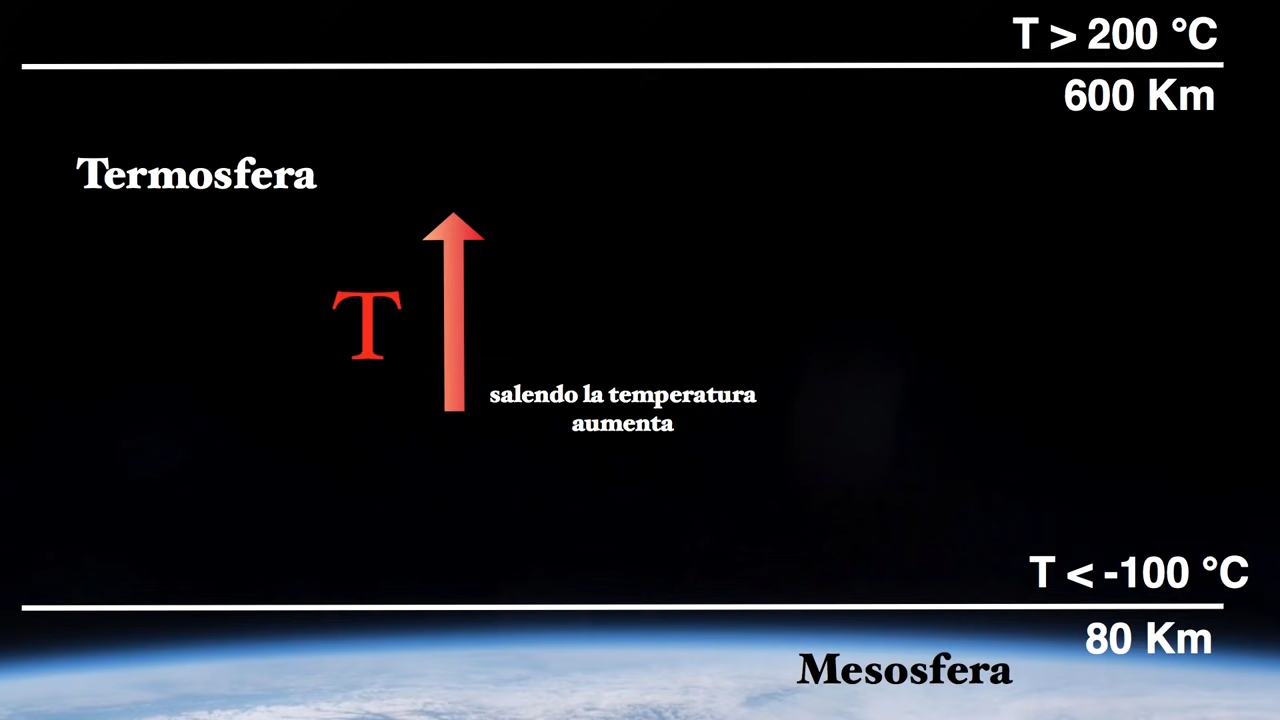 T > 200 °C
600 Km
Termosfera
T
salendo la temperatura
aumenta
T < -100 °C
80 Km
Mesosfera